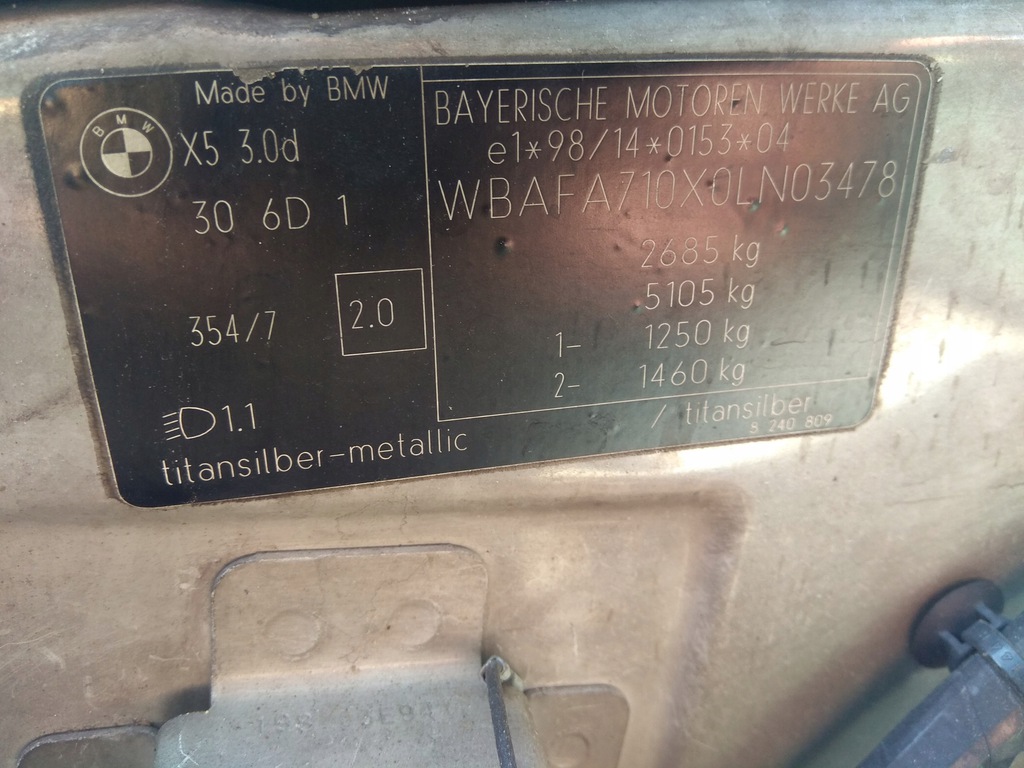 Made by BMW
BMW
X5 3.0d
30 6D 1
354/7
2.0
1.1
titansilber-metallic
BAYERISCHE MOTOREN WERKE AG
e1*98/14*0153*04
WBAFA710X0LN03478
2685 kg
5105 kg
1- 1250 kg
2- 1460 kg
/ titansilber
8 240 809